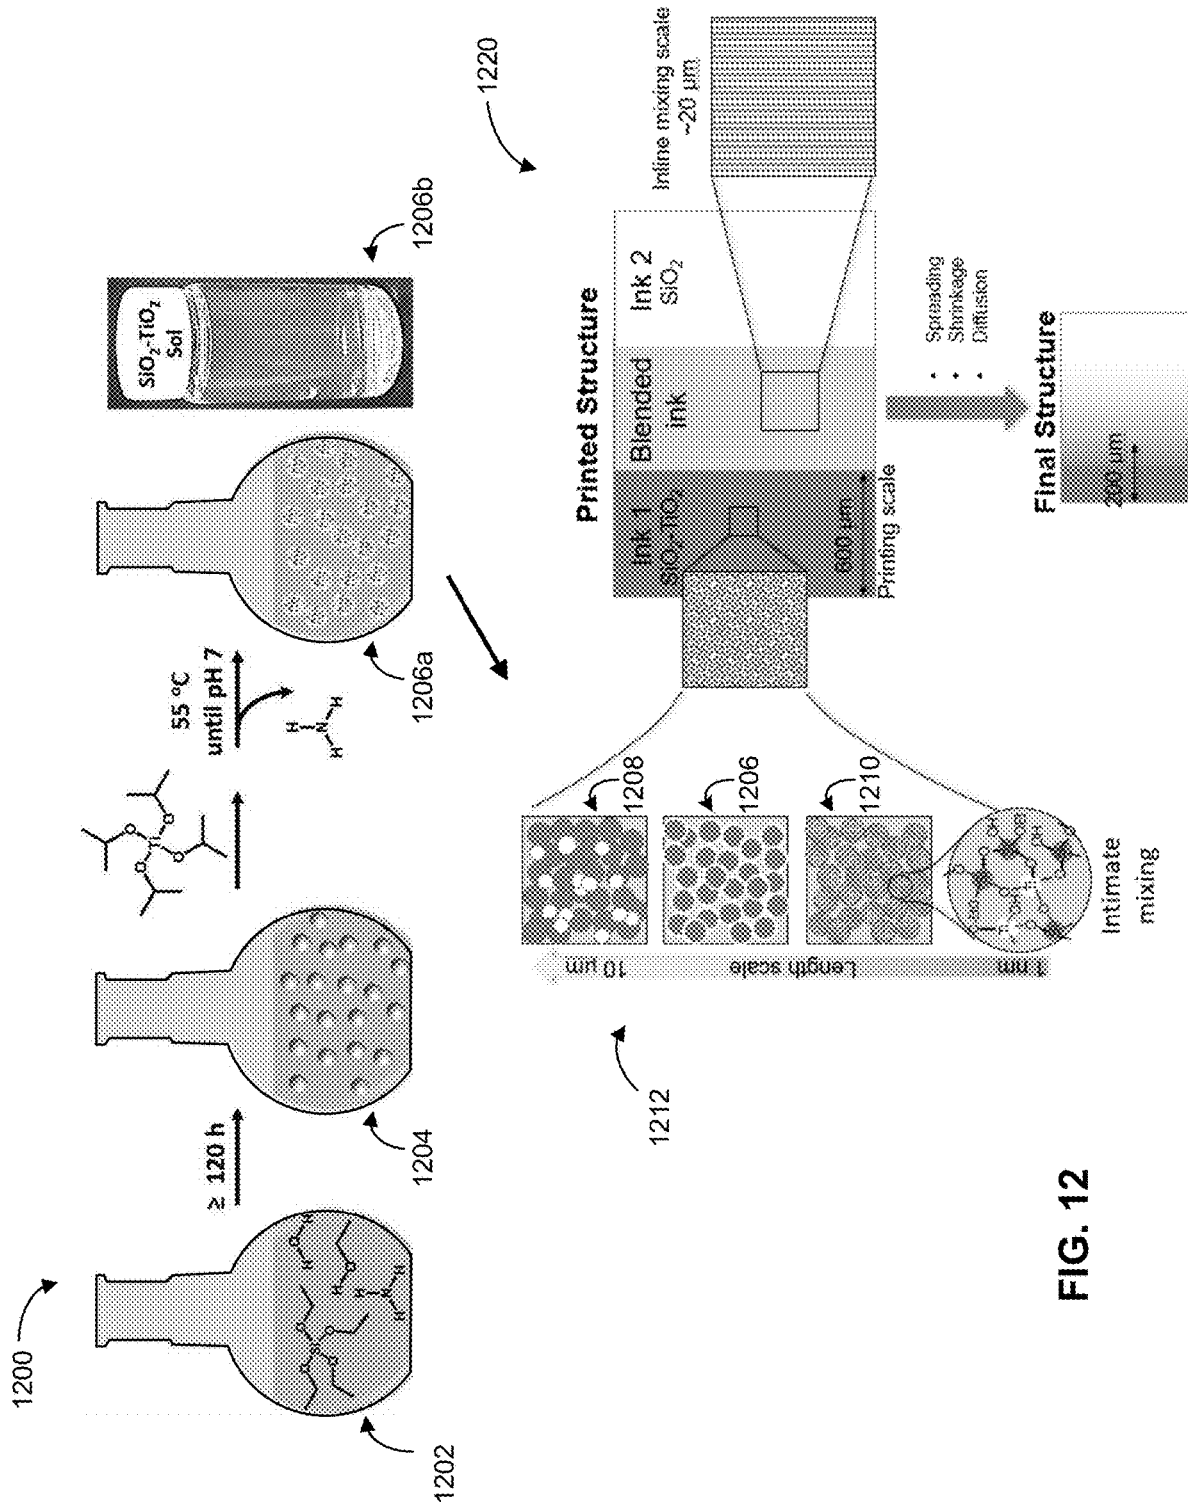 1200
1202
≥ 120 h
1204
55 °C
until pH 7
1206a
SiO2-TiO2
Sol
1206b
1220
Printed Structure
Ink 1
SiO2-TiO2
Blended
ink
Ink 2
SiO2
600 µm
Printing scale
Inline mixing scale
~20 µm
• Spreading
• Shrinkage
• Diffusion
Final Structure
200 µm
1212
10 µm
Length scale
1 nm
1208
1206
1210
Intimate
mixing
FIG. 12